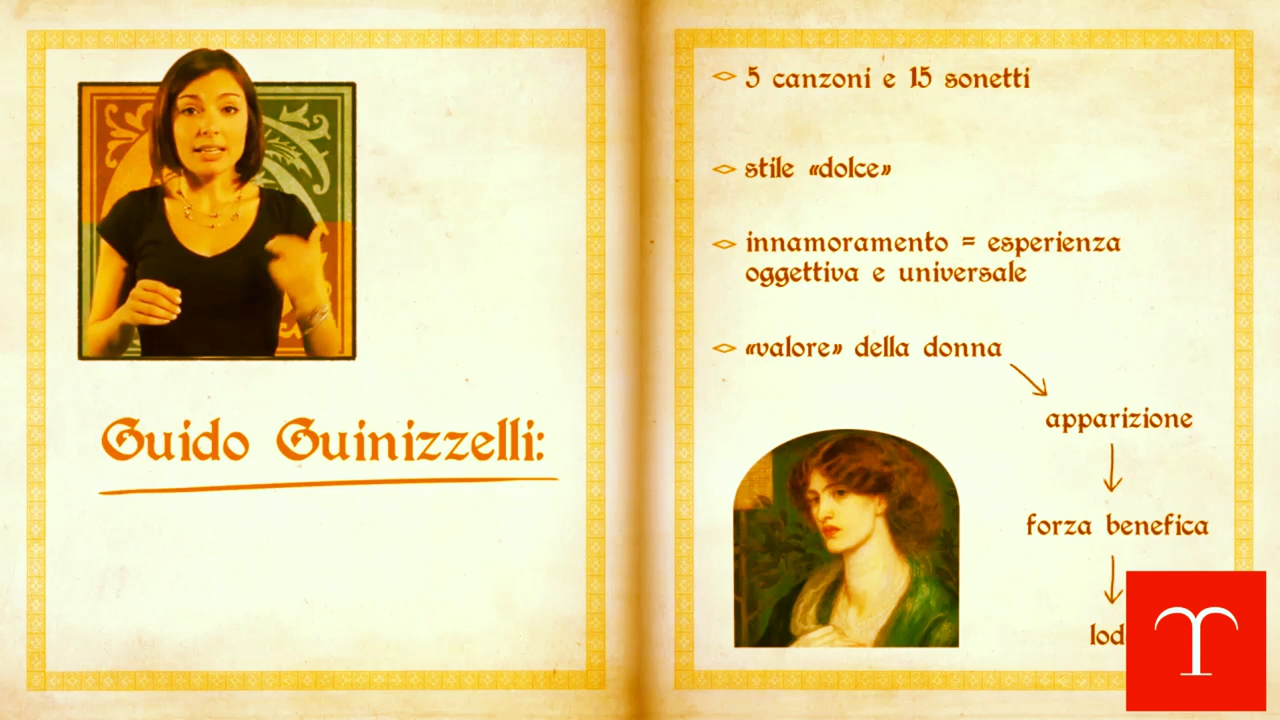 Guido Guinizzelli:
5 canzoni e 15 sonetti
stile «dolce»
innamoramento = esperienza
oggettiva e universale
«valore» della donna
apparizione
forza benefica